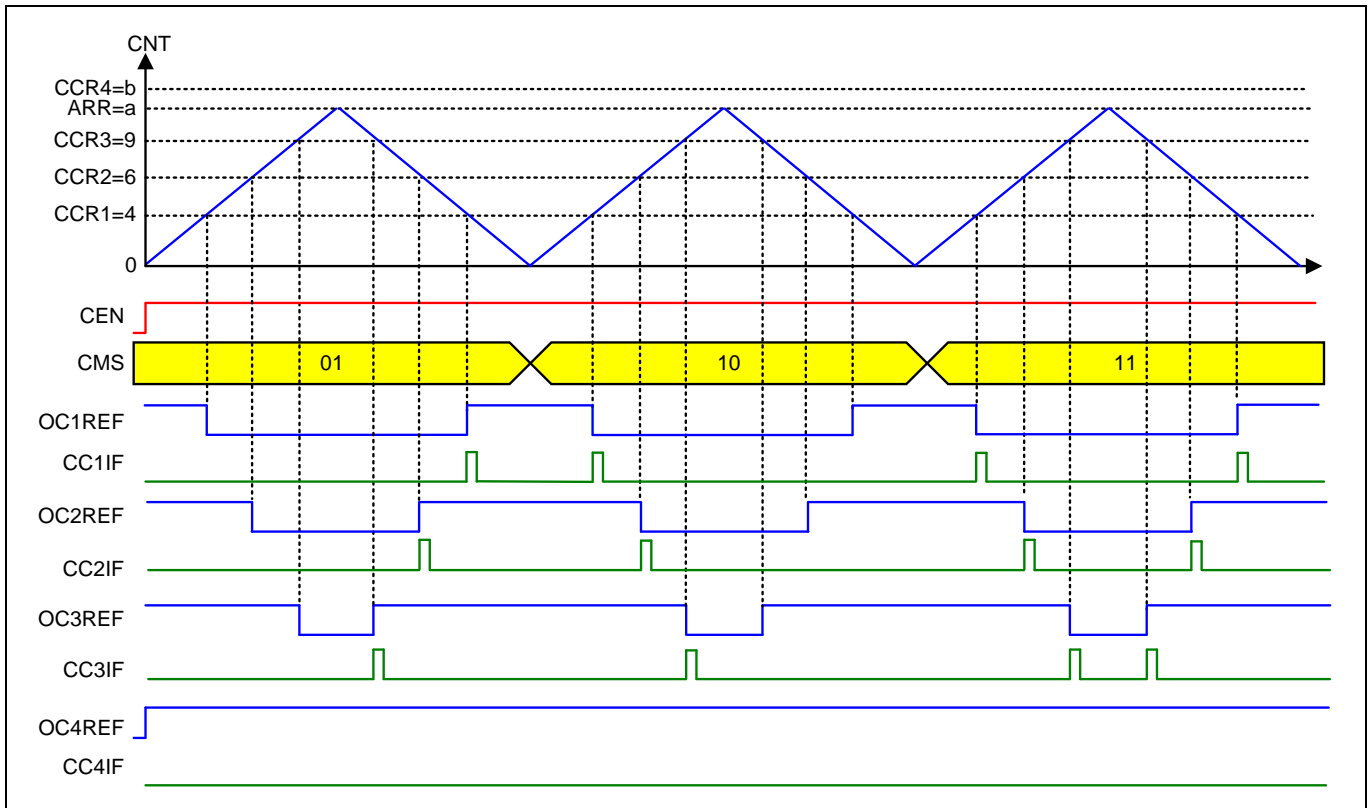 CNT
CCR4=b
ARR=a
CCR3=9
CCR2=6
CCR1=4
0
CEN
CMS
01
10
11
OC1REF
CC1IF
OC2REF
CC2IF
OC3REF
CC3IF
OC4REF
CC4IF